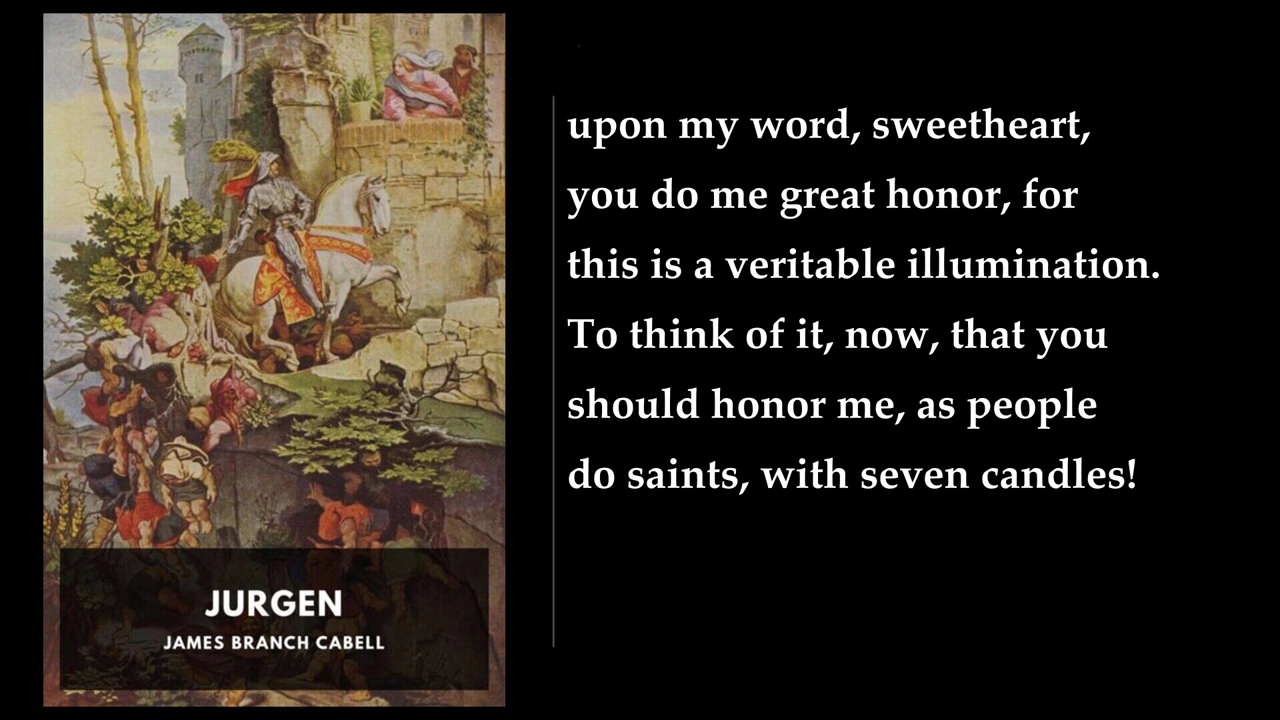 upon my word, sweetheart,
you do me great honor, for
this is a veritable illumination.
To think of it, now, that you
should honor me, as people
do saints, with seven candles!
JURGEN
JAMES BRANCH CABELL